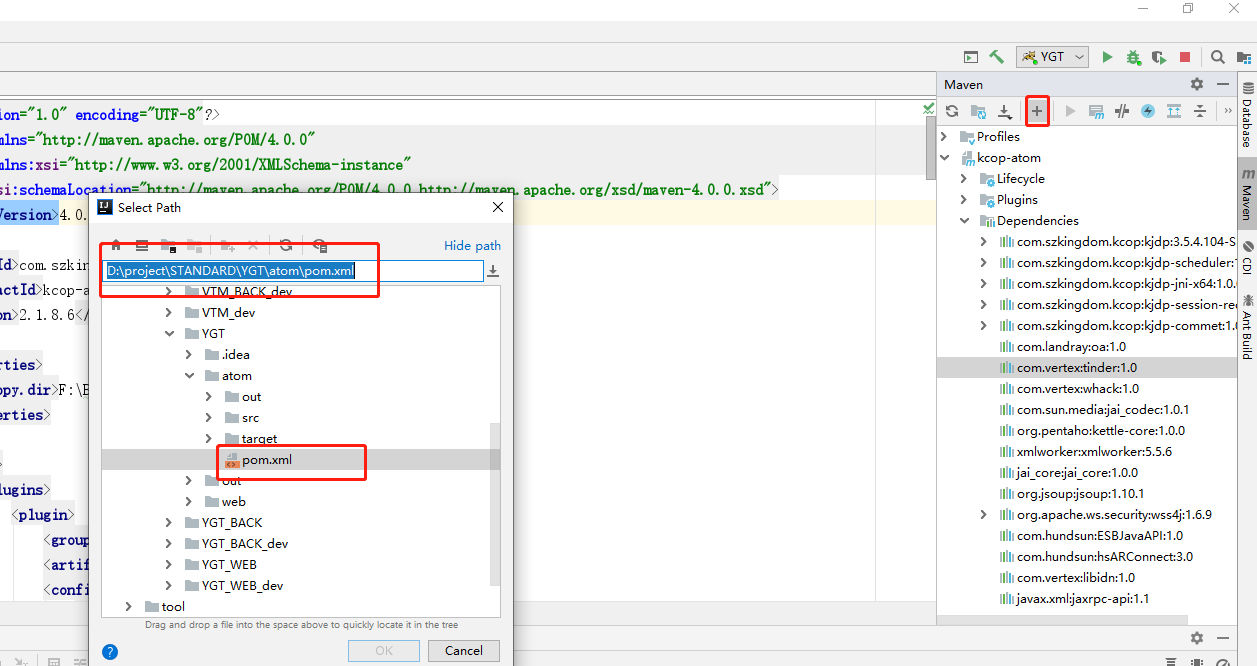 YGT
Maven
ion="1.0" encoding="UTF-8"?>
mlns="http://maven.apache.org/POM/4.0.0"
mlns:xsi="http://www.w3.org/2001/XMLSchema-instance"
si:schemaLocation="http://maven.apache.org/POM/4.0.0 http://maven.apache.org/xsd/maven-4.0.0.xsd">
Version>4.0.
Id>com.szkin
actId>kcop-a
on>2.1.8.6</
rties>
opy.dir>F:\
erties>
>
lugins>
<plugin>
<group
<artif
<confi
Select Path
Hide path
D:\project\STANDARD\YGT\atom\pom.xml
VTM_BACK_dev
VTM_dev
YGT
.idea
atom
out
src
target
pom.xml
out
web
YGT_BACK
YGT_BACK_dev
YGT_WEB
YGT_WEB_dev
tool
Drag and drop a file into the space above to quickly locate it in the tree
?
OK
Cancel
Profiles
kcop-atom
Lifecycle
Plugins
Dependencies
com.szkingdom.kcop:kjdp:3.5.4.104-S
com.szkingdom.kcop:kjdp-scheduler:
com.szkingdom.kcop:kjdp-jni-x64:1.0.
com.szkingdom.kcop:kjdp-session-re
com.szkingdom.kcop:kjdp-commet:1.
com.landray:oa:1.0
com.vertex:tinder:1.0
com.vertex:whack:1.0
com.sun.media:jai_codec:1.0.1
org.pentaho:kettle-core:1.0.0
xmlworker:xmlworker:5.5.6
jai_core:jai_core:1.0.0
org.jsoup:jsoup:1.10.1
org.apache.ws.security:wss4j:1.6.9
com.hundsun:ESBJavaAPI:1.0
com.hundsun:hsARConnect:3.0
com.vertex:libidn:1.0
javax.xml:jaxrpc-api:1.1
Database
m Maven
CDI
Ant Build